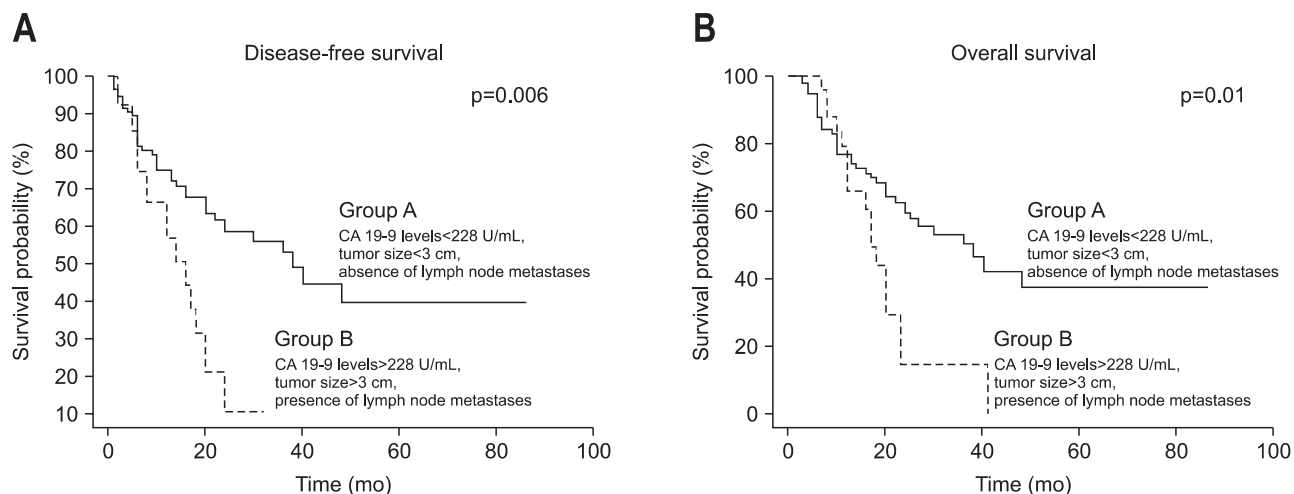 A
Disease-free survival
p=0.006
Survival probability (%)
100
90
80
70
60
50
40
30
20
10
Group A
CA 19-9 levels<228 U/mL,
tumor size<3 cm,
absence of lymph node metastases
Group B
CA 19-9 levels>228 U/mL,
tumor size>3 cm,
presence of lymph node metastases
0 20 40 60 80 100
Time (mo)
B
Overall survival
p=0.01
Survival probability (%)
100
80
60
40
20
0
Group A
CA 19-9 levels<228 U/mL,
tumor size<3 cm,
absence of lymph node metastases
Group B
CA 19-9 levels>228 U/mL,
tumor size>3 cm,
presence of lymph node metastases
0 20 40 60 80 100
Time (mo)